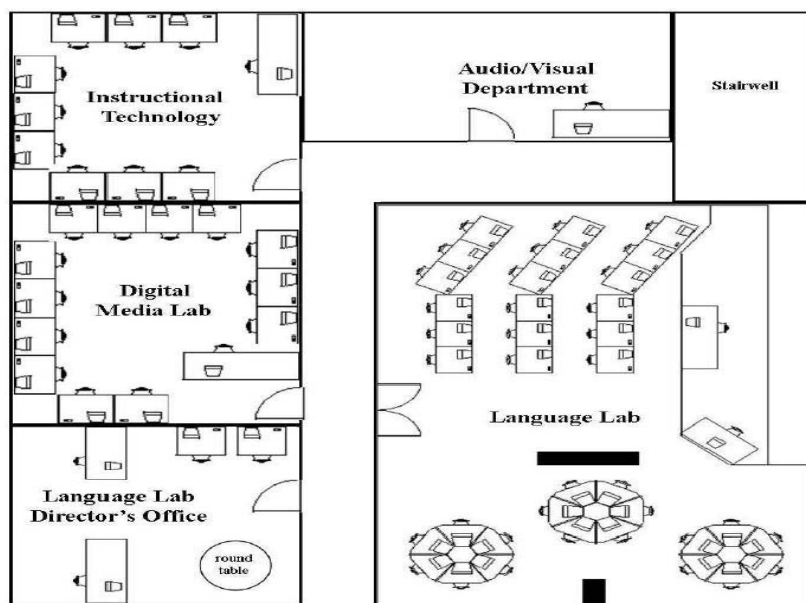 Instructional
Technology
Audio/Visual
Department
Stairwell
Digital
Media Lab
Language Lab
Language Lab
Director's Office
round
table